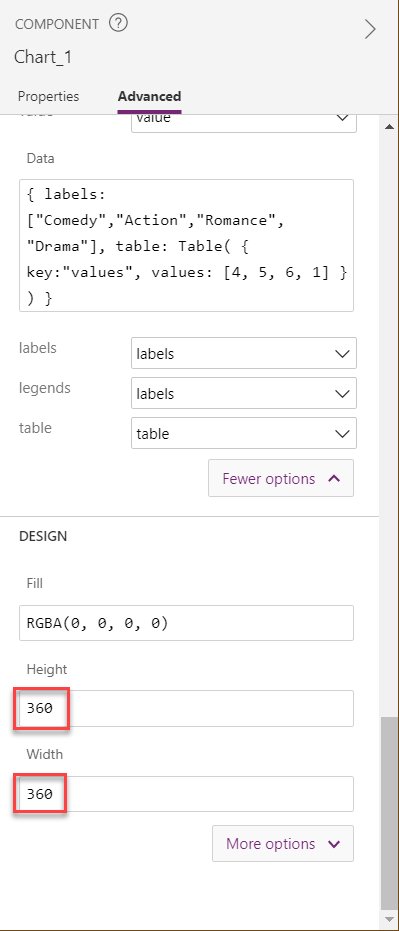 COMPONENT ?
Chart_1
Properties Advanced
value value
Data
{ labels:
["Comedy","Action","Romance",
"Drama"], table: Table( {
key:"values", values: [4, 5, 6, 1] }
) }
labels labels
legends labels
table table
Fewer options
DESIGN
Fill
RGBA(0, 0, 0, 0)
Height
360
Width
360
More options